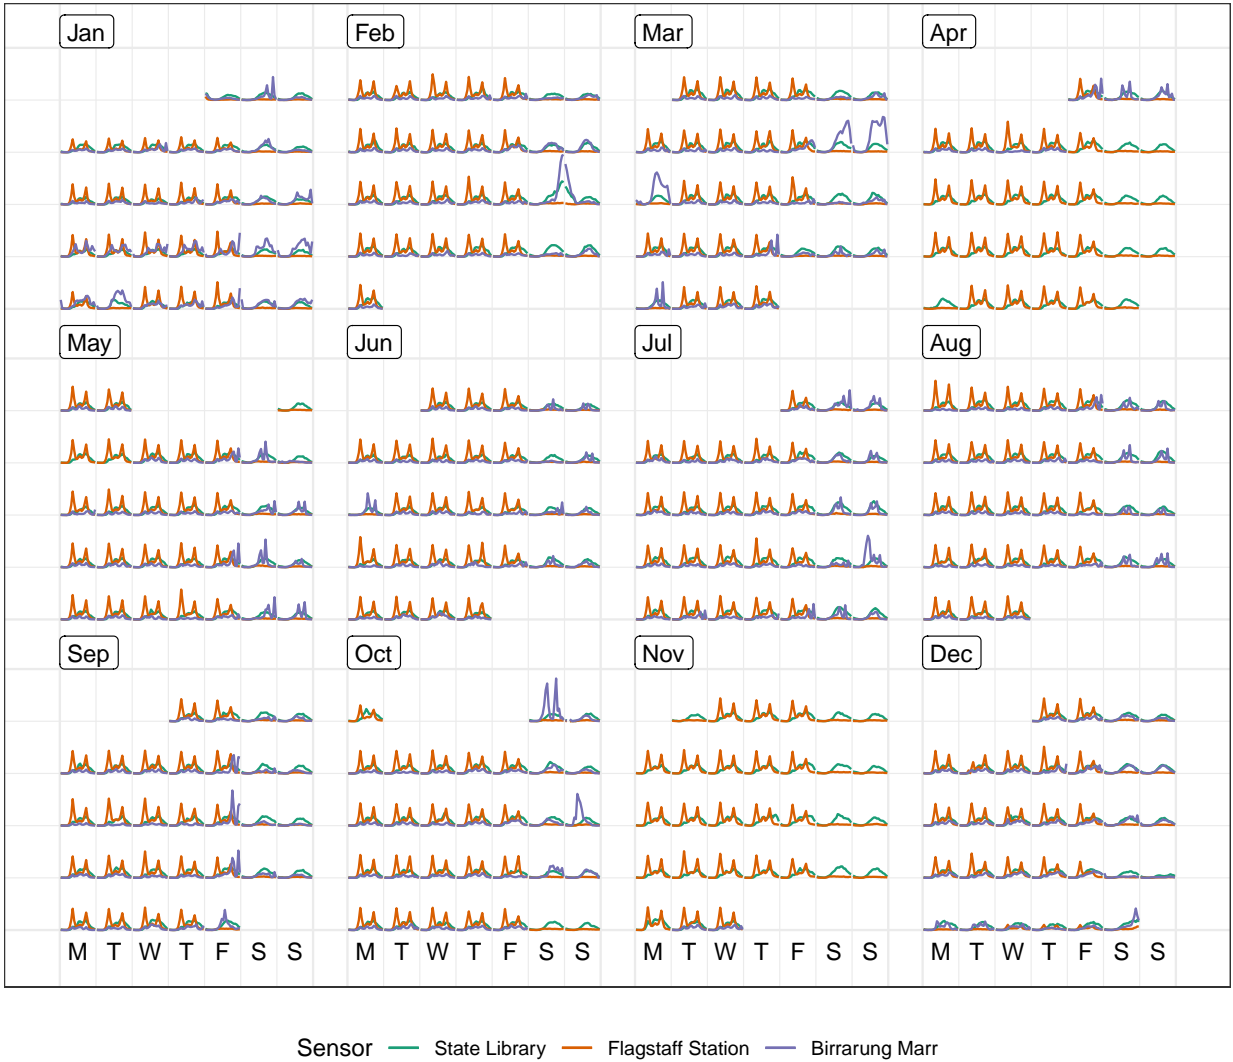 Jan Feb Mar Apr
May Jun Jul Aug
Sep Oct Nov Dec
M T W T F S S M T W T F S S M T W T F S S M T W T F S S
Sensor State Library Flagstaff Station Birrarung Marr